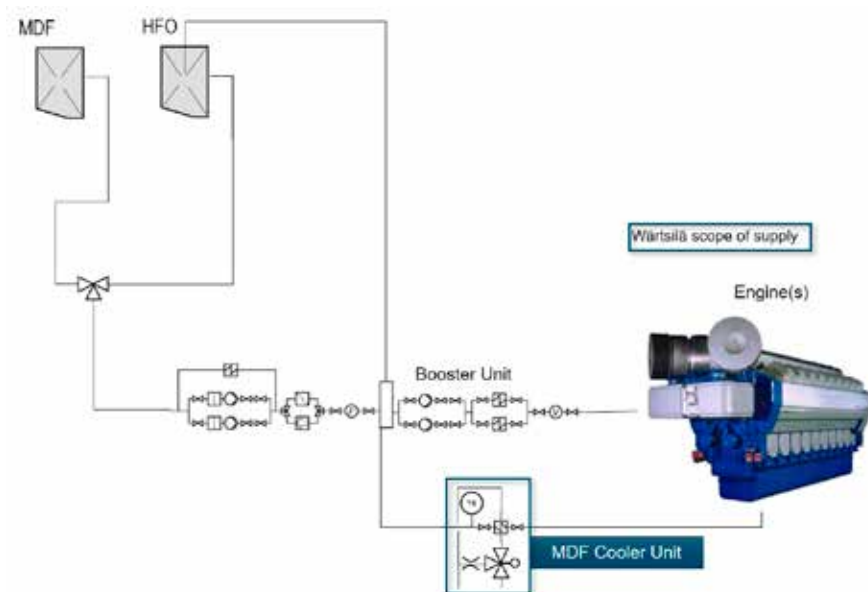 MDF
HFO
Wärtsilä scope of supply
Engine(s)
Booster Unit
MDF Cooler Unit